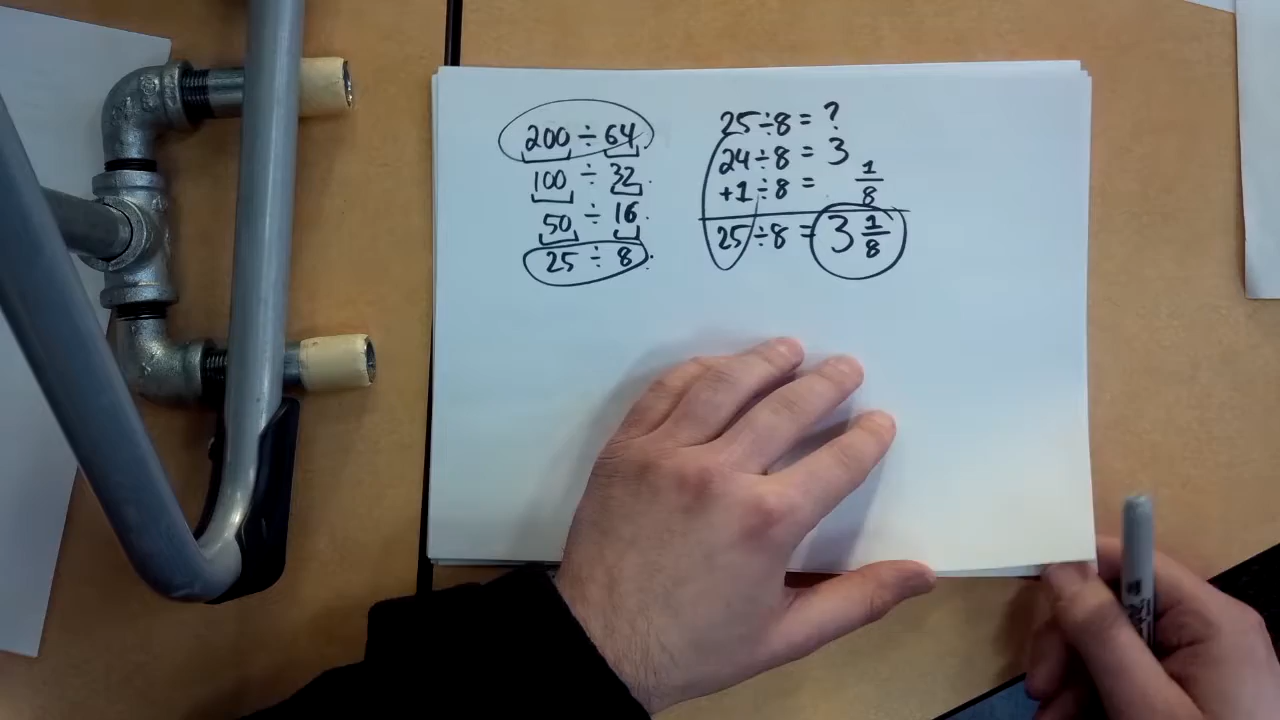 200 ÷ 64
100 ÷ 32
50 ÷ 16
25 ÷ 8
25÷8 = ?
24÷8 = 3
+1÷8 = 1/8
25÷8 = 3 1/8